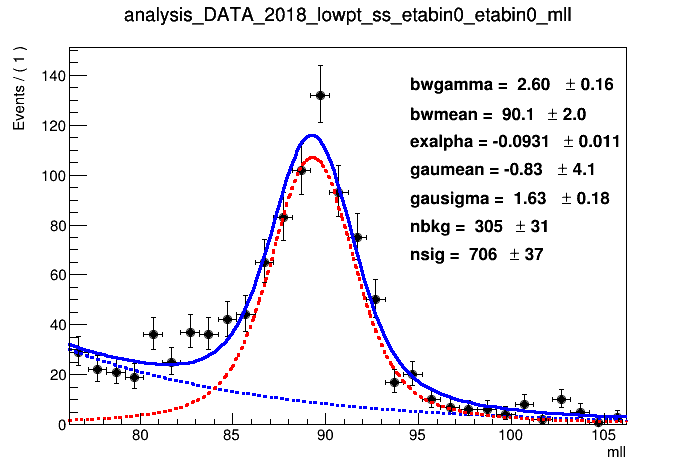 analysis_DATA_2018_lowpt_ss_etabin0_etabin0_mll
Events / ( 1 )
140
120
100
80
60
40
20
0
bwgamma = 2.60 ± 0.16
bwmean = 90.1 ± 2.0
exalpha = -0.0931 ± 0.011
gaumean = -0.83 ± 4.1
gausigma = 1.63 ± 0.18
nbkg = 305 ± 31
nsig = 706 ± 37
80 85 90 95 100 105
mll